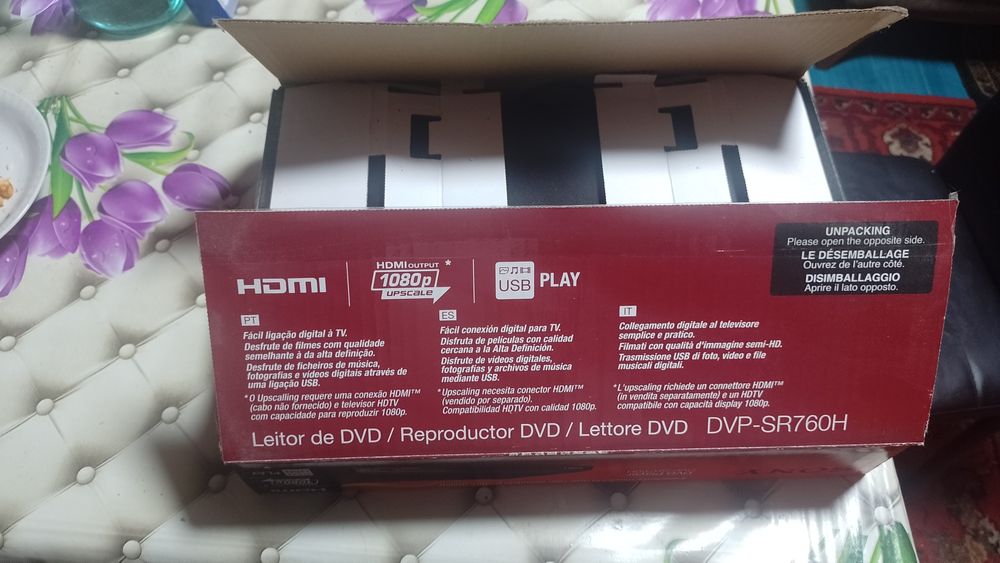 UNPACKING
Please open the opposite side.
LE DÉSEMBALLAGE
Ouvrez de l'autre côté.
DISIMBALLAGGIO
Aprire il lato opposto.
HDMI
HDMI OUTPUT *
1080p
UPSCALE
USB PLAY
PT
Fácil ligação digital à TV.
Desfrute de filmes com qualidade
semelhante à da alta definição.
Desfrute de ficheiros de música,
fotografias e vídeos digitais através de
uma ligação USB.
*O Upscaling requere uma conexão HDMI™
(cabo não fornecido) e televisor HDTV
com capacidade para reproduzir 1080p.
ES
Fácil conexión digital para TV.
Disfruta de películas con calidad
cercana a la Alta Definición.
Disfrute de vídeos digitales,
fotografías y archivos de música
mediante USB.
*Upscaling necesita conector HDMI™
(vendido por separado).
Compatibilidad HDTV con calidad 1080p.
IT
Collegamento digitale al televisore
semplice e pratico.
Filmati con qualità d'immagine semi-HD.
Trasmissione USB di foto, video e file
musicali digitali.
*L'upscaling richiede un connettore HDMI™
(in vendita separatamente) e un HDTV
compatibile con capacità display 1080p.
Leitor de DVD / Reproductor DVD / Lettore DVD DVP-SR760H
SONY
USB PLAY
HDMI